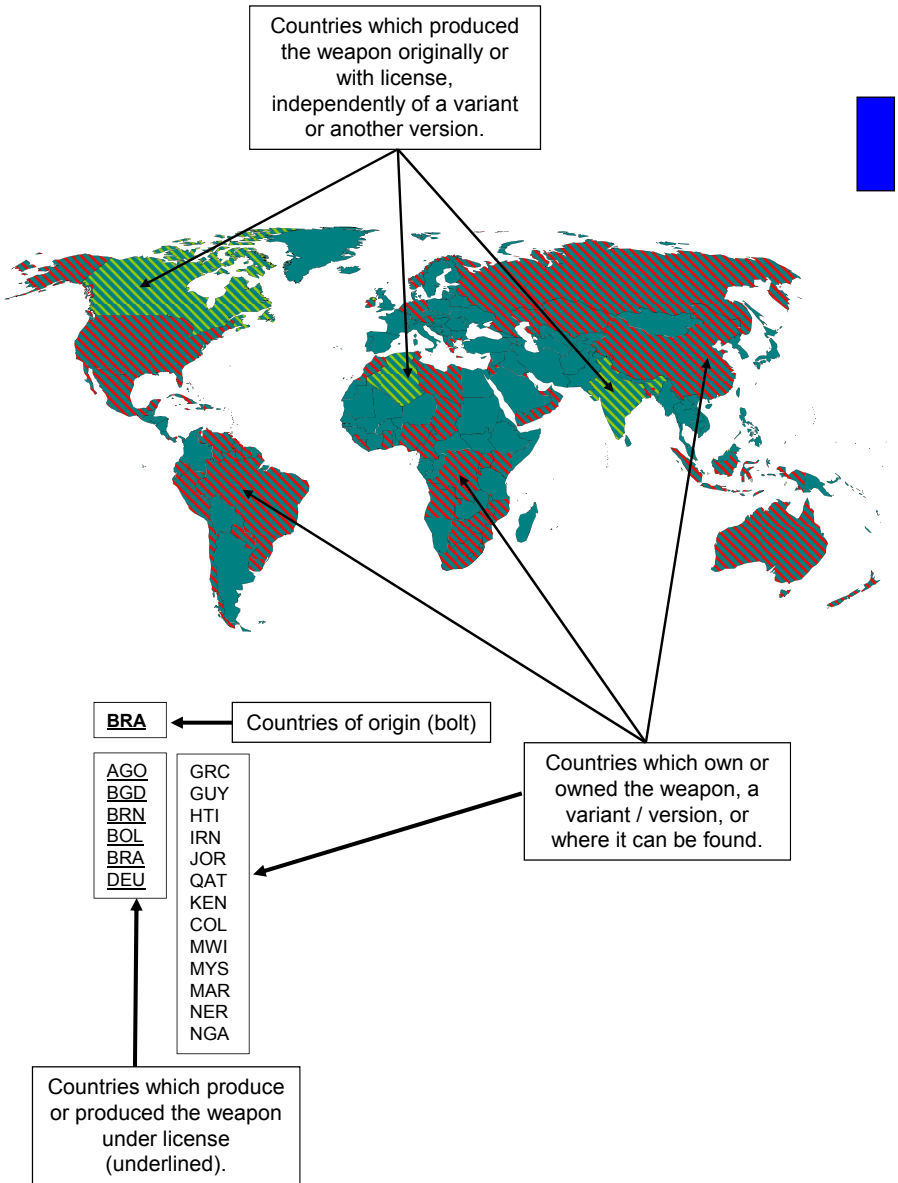 Countries which produced
the weapon originally or
with license,
independently of a variant
or another version.
BRA
Countries of origin (bolt)
AGO
BGD
BRN
BOL
BRA
DEU
GRC
GUY
HTI
IRN
JOR
QAT
KEN
COL
MWI
MYS
MAR
NER
NGA
Countries which own or
owned the weapon, a
variant / version, or
where it can be found.
Countries which produce
or produced the weapon
under license
(underlined).